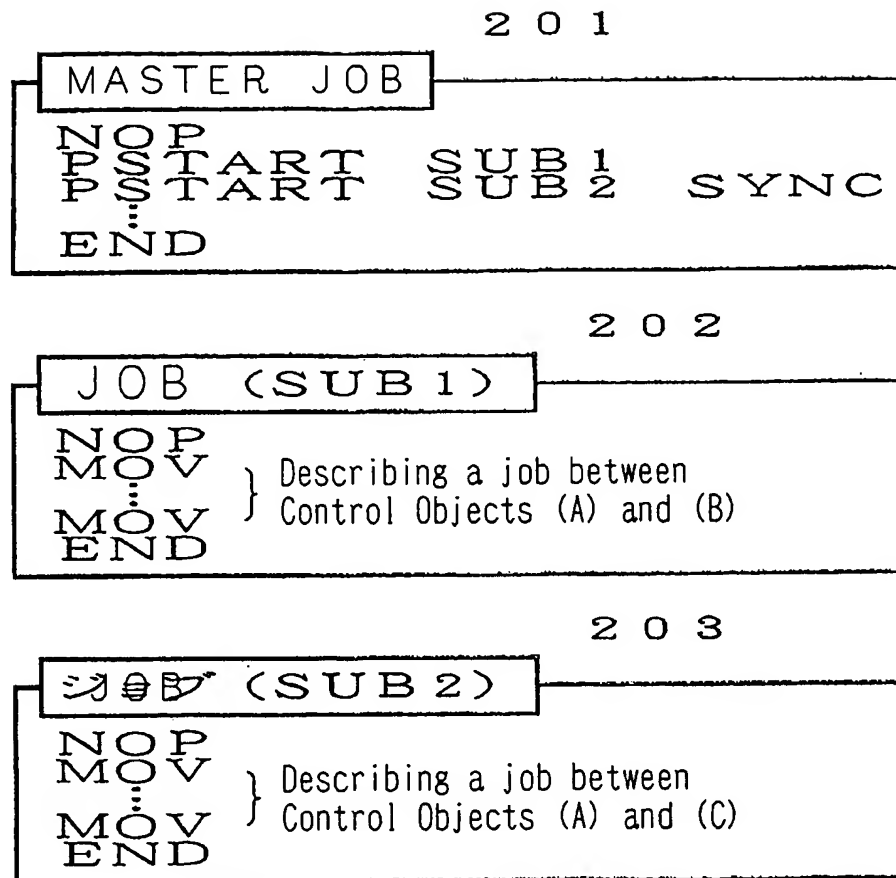 201
MASTER JOB
NOP
PSTART SUB1
PSTART SUB2 SYNC
⋮
END
202
JOB (SUB1)
NOP
MOV
⋮
MOV
END
Describing a job between
Control Objects (A) and (B)
203
(SUB2)
NOP
MOV
⋮
MOV
END
Describing a job between
Control Objects (A) and (C)